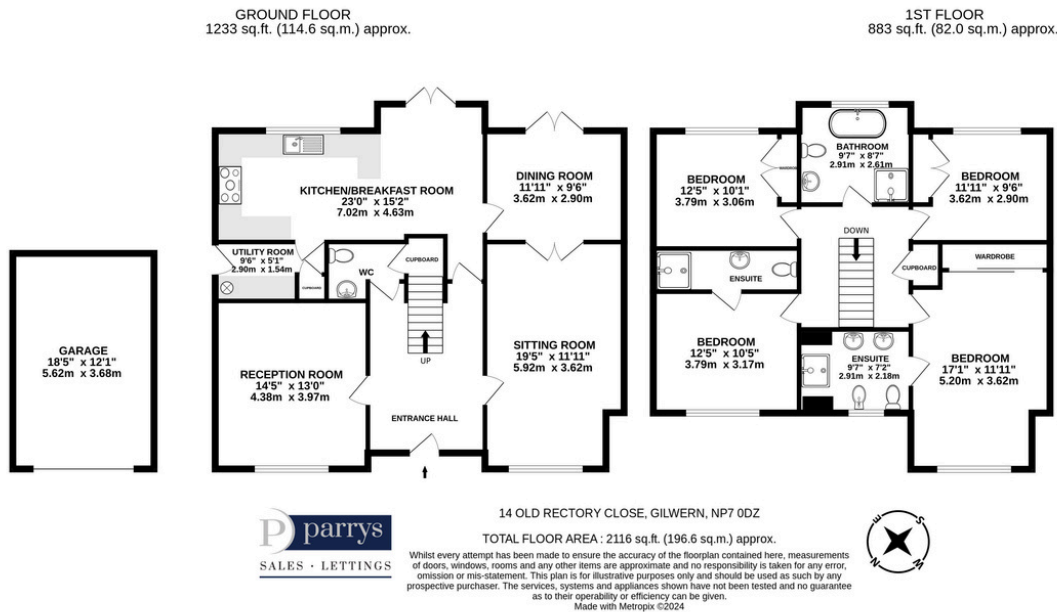 GROUND FLOOR
1233 sq.ft. (114.6 sq.m.) approx.
1ST FLOOR
883 sq.ft. (82.0 sq.m.) approx.
GARAGE
18'5" x 12'1"
5.62m x 3.68m
KITCHEN/BREAKFAST ROOM
23'0" x 15'2"
7.02m x 4.63m
DINING ROOM
11'11" x 9'6"
3.62m x 2.90m
UTILITY ROOM
9'6" x 5'1"
2.90m x 1.54m
CUPBOARD
WC
CUPBOARD
UP
RECEPTION ROOM
14'5" x 13'0"
4.38m x 3.97m
SITTING ROOM
19'5" x 11'11"
5.92m x 3.62m
ENTRANCE HALL
BEDROOM
12'5" x 10'1"
3.79m x 3.06m
WARDROBE
BATHROOM
9'7" x 8'7"
2.91m x 2.61m
BEDROOM
11'11" x 9'6"
3.62m x 2.90m
DOWN
CUPBOARD
WARDROBE
ENSUITE
BEDROOM
12'5" x 10'5"
3.79m x 3.17m
ENSUITE
9'7" x 7'2"
2.91m x 2.18m
BEDROOM
17'1" x 11'11"
5.20m x 3.62m
P parrys
SALES · LETTINGS
14 OLD RECTORY CLOSE, GILWERN, NP7 0DZ
TOTAL FLOOR AREA : 2116 sq.ft. (196.6 sq.m.) approx.
Whilst every attempt has been made to ensure the accuracy of the floorplan contained here, measurements
of doors, windows, rooms and any other items are approximate and no responsibility is taken for any error,
omission or mis-statement. This plan is for illustrative purposes only and should be used as such by any
prospective purchaser. The services, systems and appliances shown have not been tested and no guarantee
as to their operability or efficiency can be given.
Made with Metropix ©2024
E
S
N
W